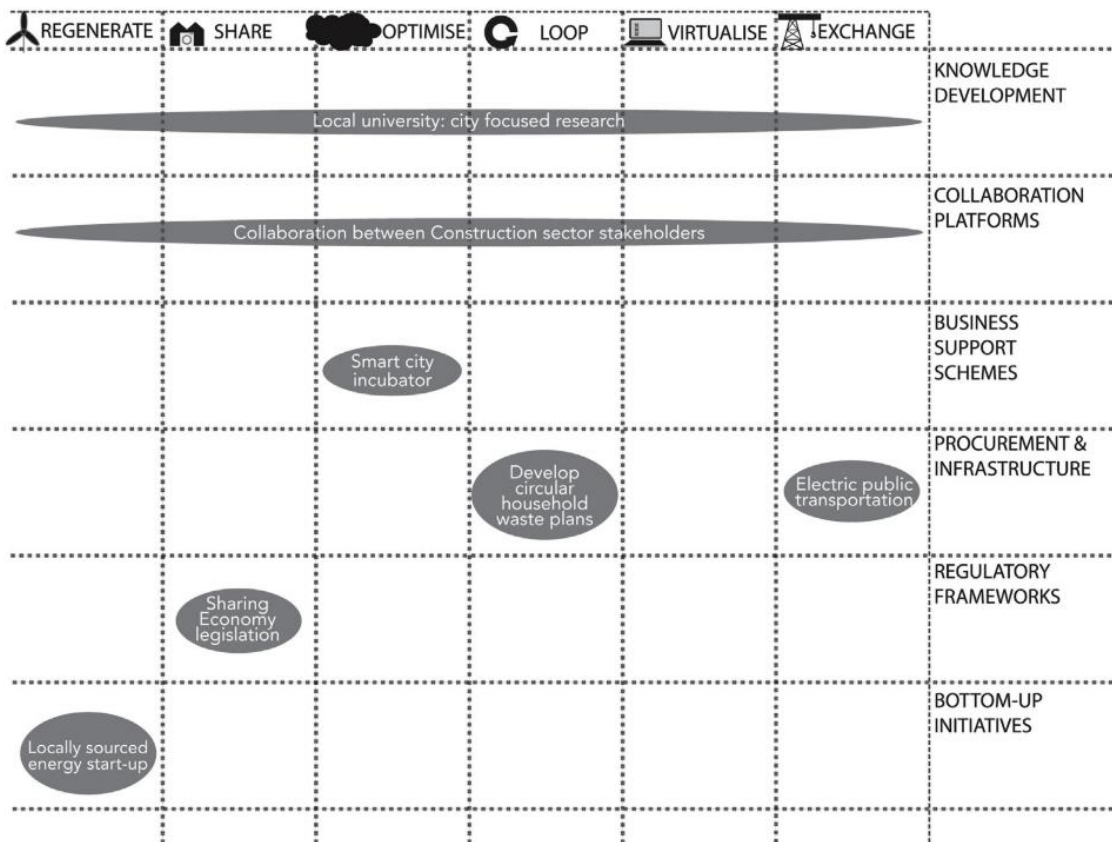 REGENERATE
SHARE
OPTIMISE
LOOP
VIRTUALISE
EXCHANGE
KNOWLEDGE
DEVELOPMENT
Local university: city focused research
COLLABORATION
PLATFORMS
Collaboration between Construction sector stakeholders
BUSINESS
SUPPORT
SCHEMES
Smart city
incubator
PROCUREMENT &
INFRASTRUCTURE
Develop
circular
household
waste plans
Electric public
transportation
REGULATORY
FRAMEWORKS
Sharing
Economy
legislation
BOTTOM-UP
INITIATIVES
Locally sourced
energy start-up